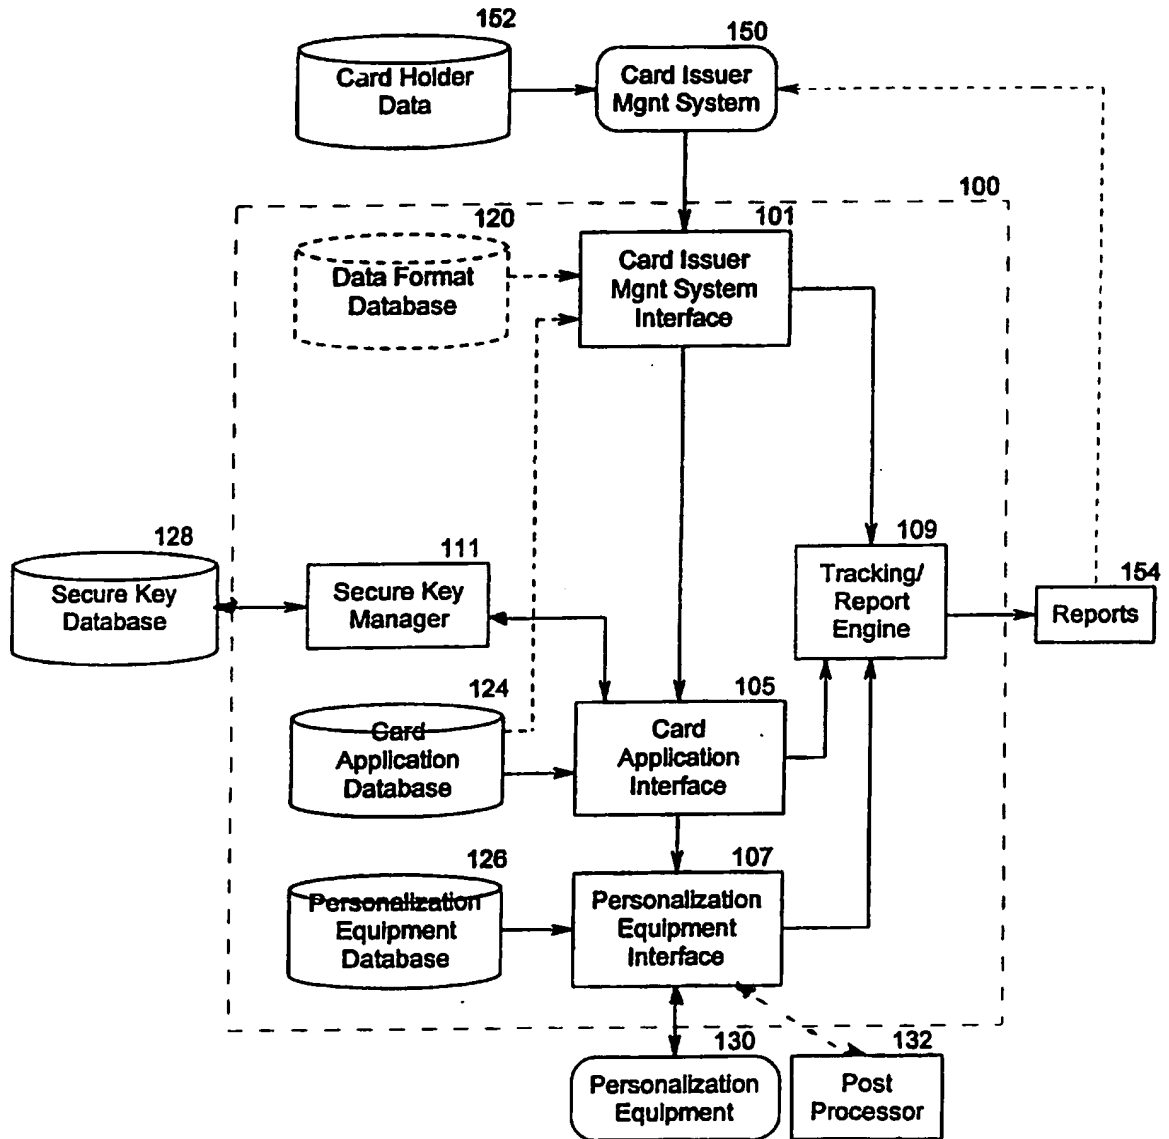 152
Card Holder
Data
150
Card Issuer
Mgnt System
100
120
Data Format
Database
101
Card Issuer
Mgnt System
Interface
128
Secure Key
Database
111
Secure Key
Manager
109
Tracking/
Report
Engine
154
Reports
124
Card
Application
Database
105
Card
Application
Interface
126
Personalization
Equipment
Database
107
Personalization
Equipment
Interface
130
Personalization
Equipment
132
Post
Processor